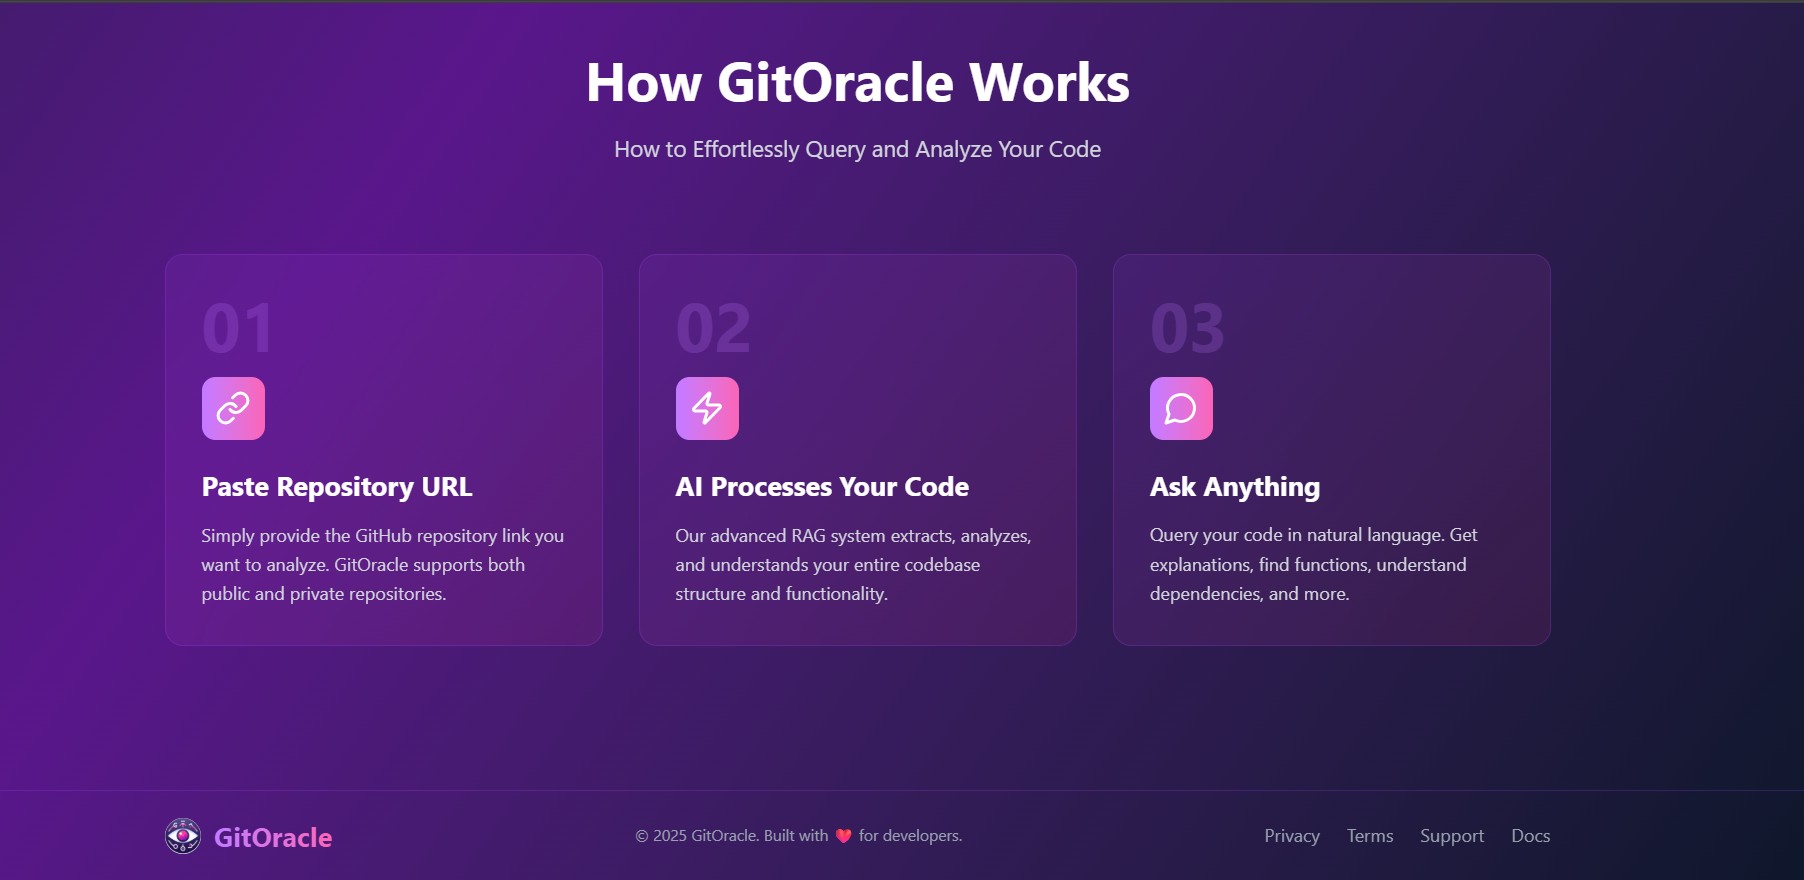 How GitOracle Works
How to Effortlessly Query and Analyze Your Code
01
Paste Repository URL
Simply provide the GitHub repository link you
want to analyze. GitOracle supports both
public and private repositories.
02
AI Processes Your Code
Our advanced RAG system extracts, analyzes,
and understands your entire codebase
structure and functionality.
03
Ask Anything
Query your code in natural language. Get
explanations, find functions, understand
dependencies, and more.
GitOracle
© 2025 GitOracle. Built with ❤️ for developers.
Privacy Terms Support Docs